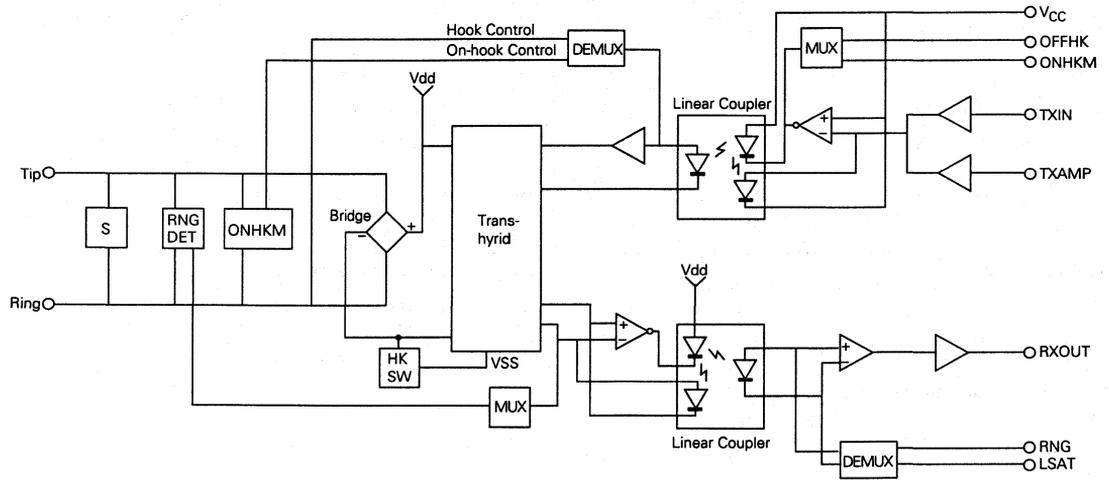 Hook Control
On-hook Control
DEMUX
MUX
VCC
OFFHK
ONHKM
Vdd
Linear Coupler
+
−
TXIN
TXAMP
Tip
S
RNG
DET
ONHKM
Bridge
−
+
Trans-
hyrid
Ring
Vdd
+
−
HK
SW
VSS
MUX
Linear Coupler
+
−
RXOUT
DEMUX
RNG
LSAT